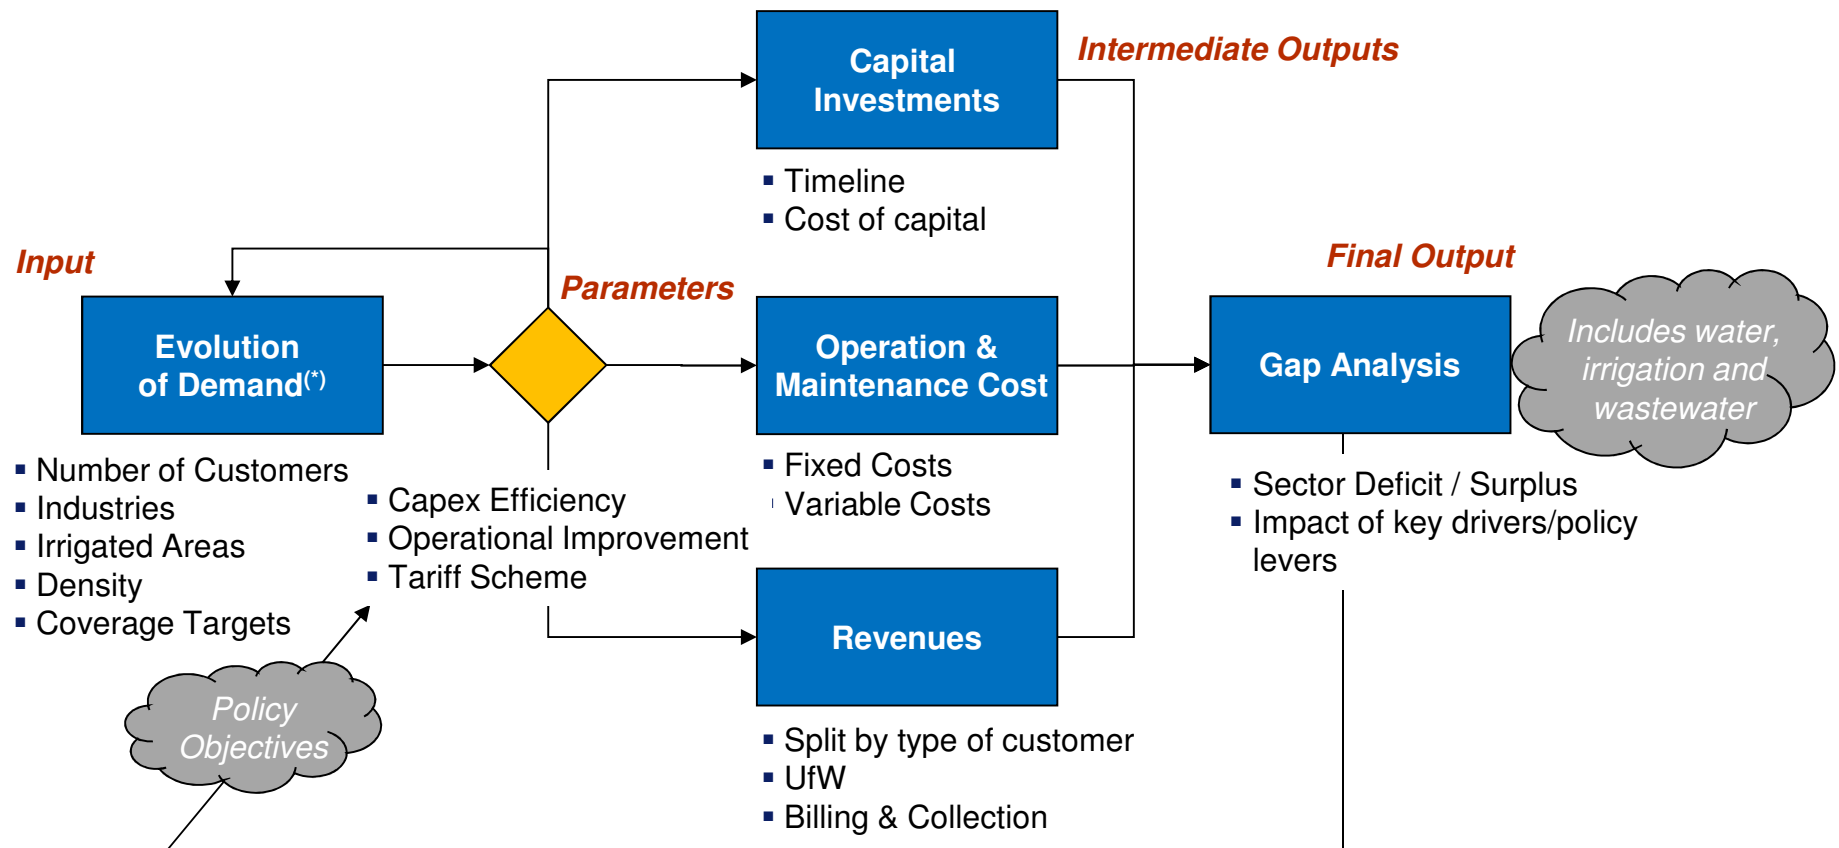 Capital
Investments
Intermediate Outputs
▪ Timeline
▪ Cost of capital
Input
Parameters
Final Output
Evolution
of Demand(*)
Operation &
Maintenance Cost
Gap Analysis
Includes water,
irrigation and
wastewater
▪ Number of Customers
▪ Industries
▪ Irrigated Areas
▪ Density
▪ Coverage Targets
▪ Capex Efficiency
▪ Operational Improvement
▪ Tariff Scheme
▪ Fixed Costs
▪ Variable Costs
▪ Sector Deficit / Surplus
▪ Impact of key drivers/policy
levers
Revenues
Policy
Objectives
▪ Split by type of customer
▪ UfW
▪ Billing & Collection